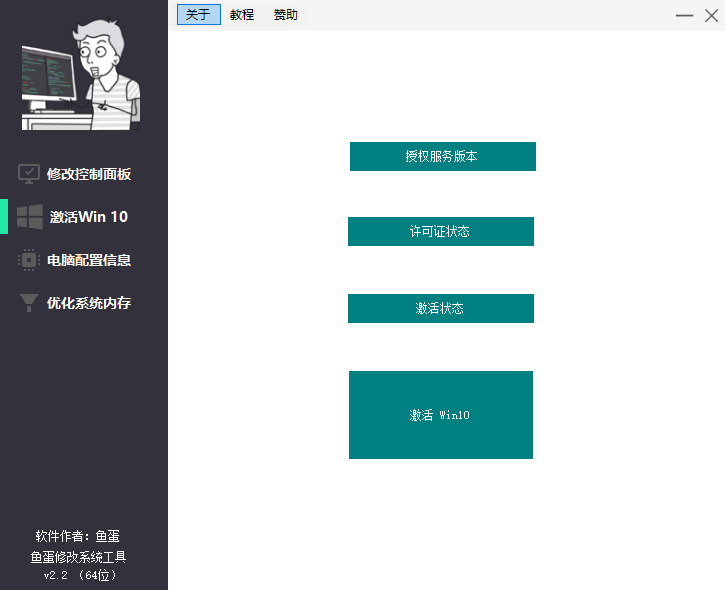 关于
教程
赞助
修改控制面板
激活Win 10
电脑配置信息
优化系统内存
授权服务版本
许可证状态
激活状态
激活 Win10
软件作者：鱼蛋
鱼蛋修改系统工具
v2.2 （64位）